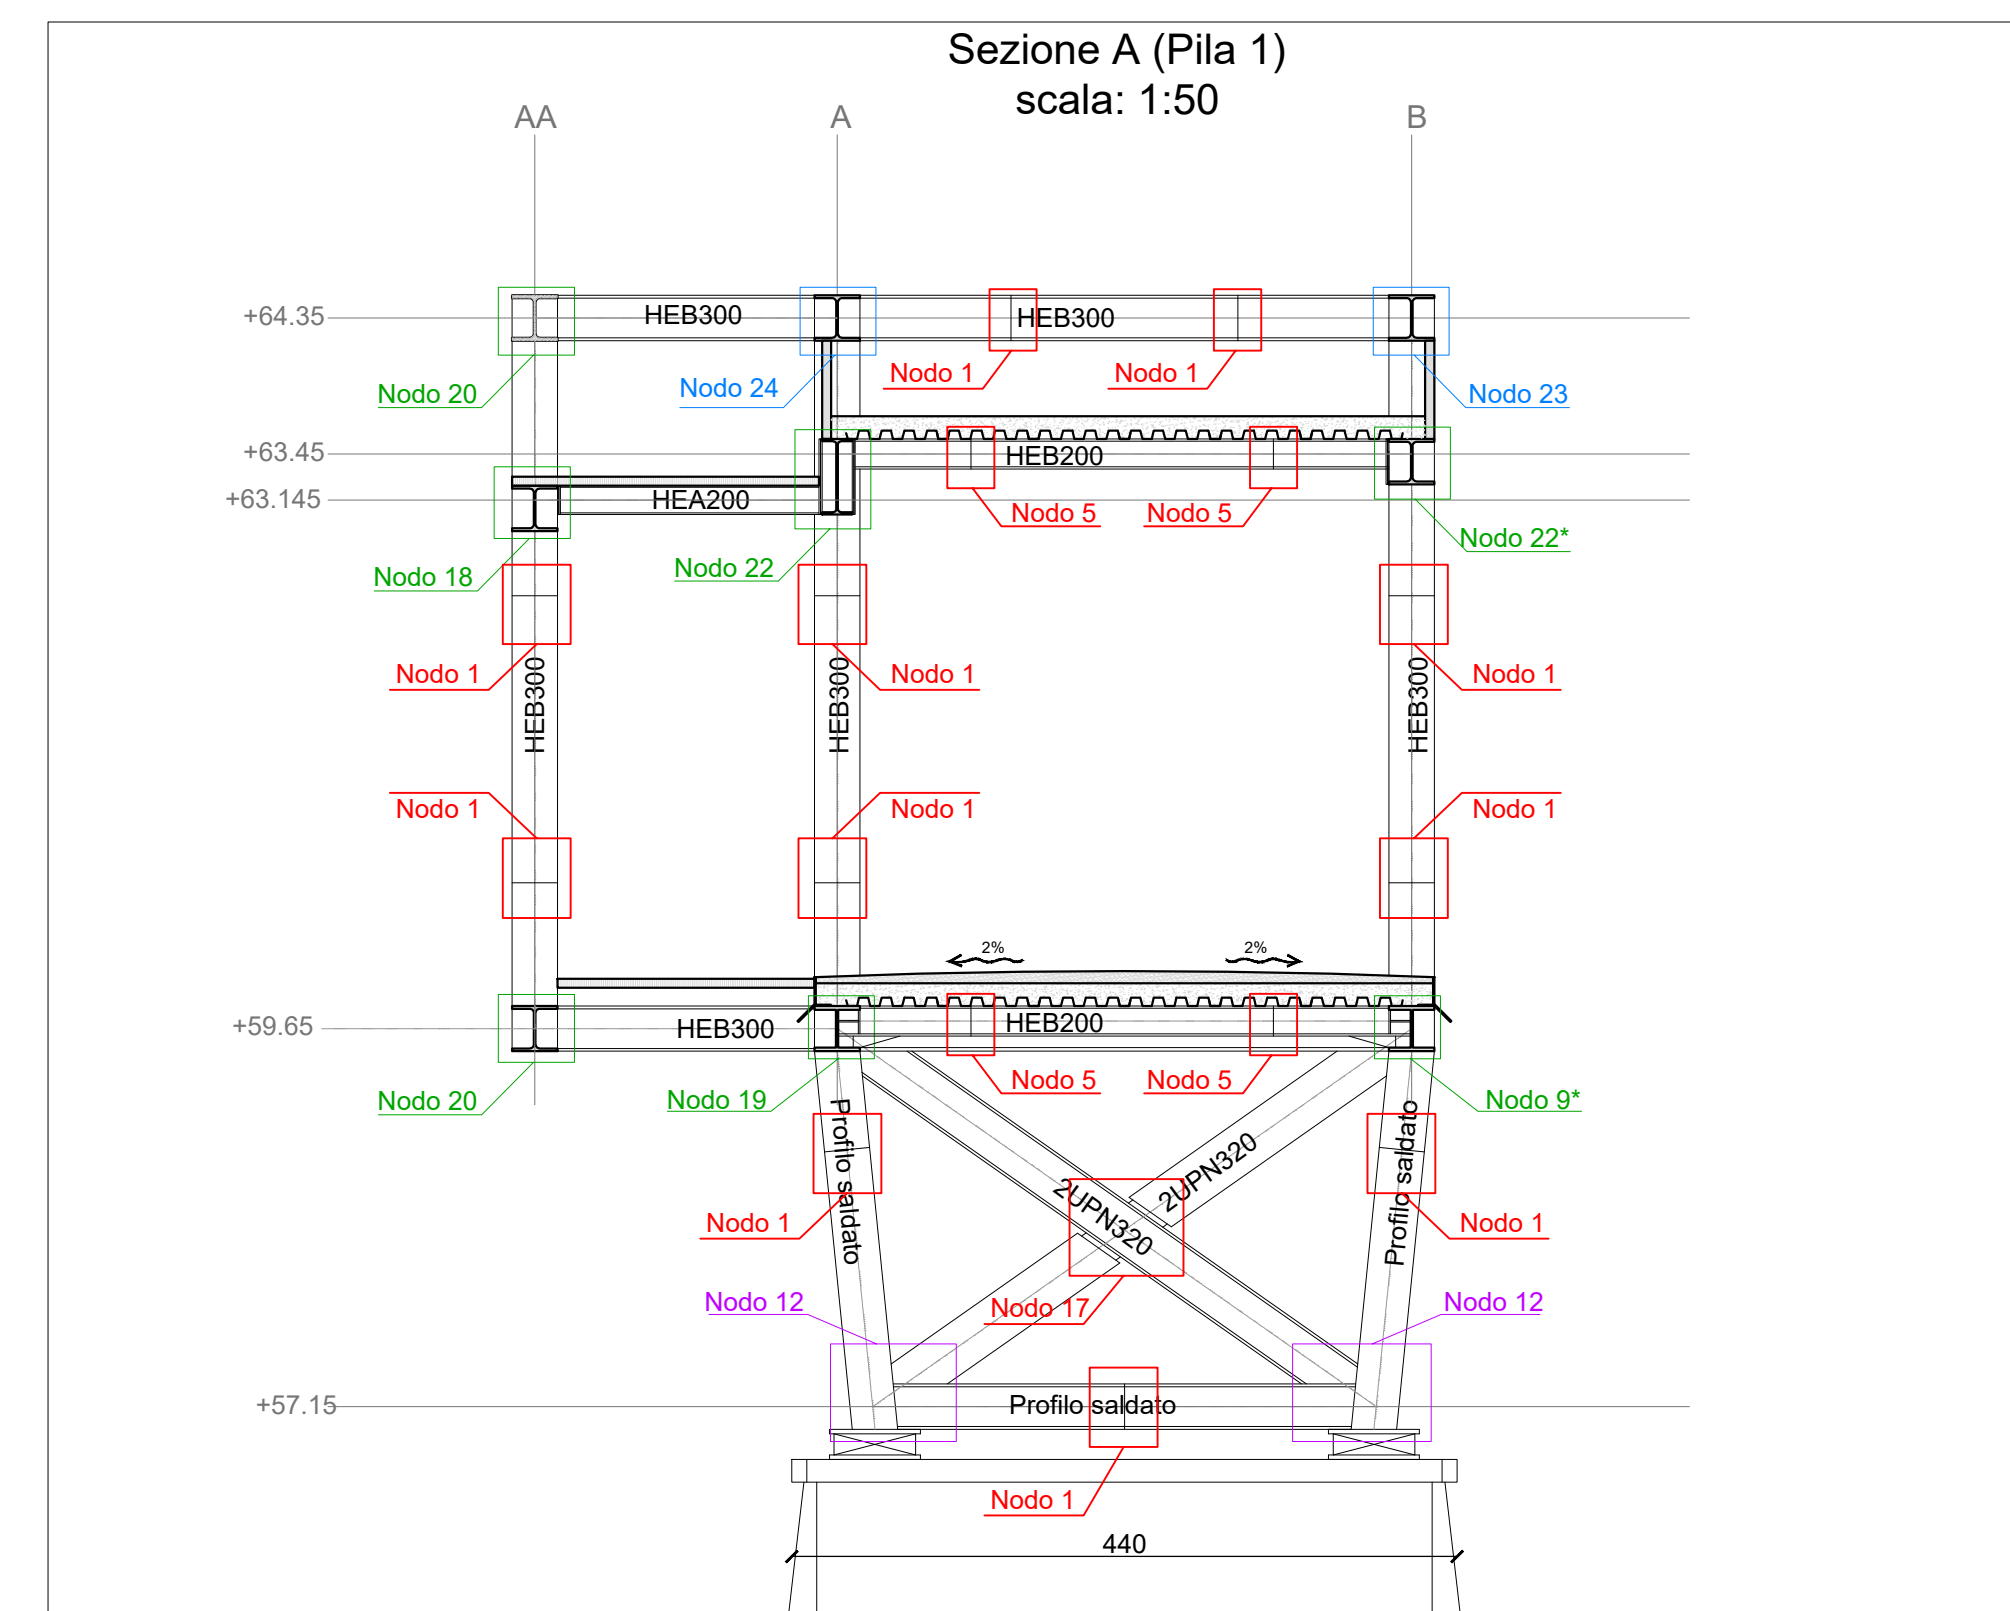 Sezione A (Pila 1)
scala: 1:50
AA
A
B
+64.35
HEB300
HEB300
Nodo 20
Nodo 24
Nodo 1
Nodo 1
Nodo 23
+63.45
HEB200
+63.145
HEA200
Nodo 5
Nodo 5
Nodo 22*
Nodo 18
Nodo 22
Nodo 1
Nodo 1
Nodo 1
HEB300
HEB300
HEB300
Nodo 1
Nodo 1
Nodo 1
2%
2%
+59.65
HEB300
HEB200
Nodo 20
Nodo 19
Nodo 5
Nodo 5
Nodo 9*
Profilo saldato
Profilo saldato
2UPN320
2UPN320
Nodo 1
Nodo 1
Nodo 12
Nodo 17
Nodo 12
+57.15
Profilo saldato
Nodo 1
440